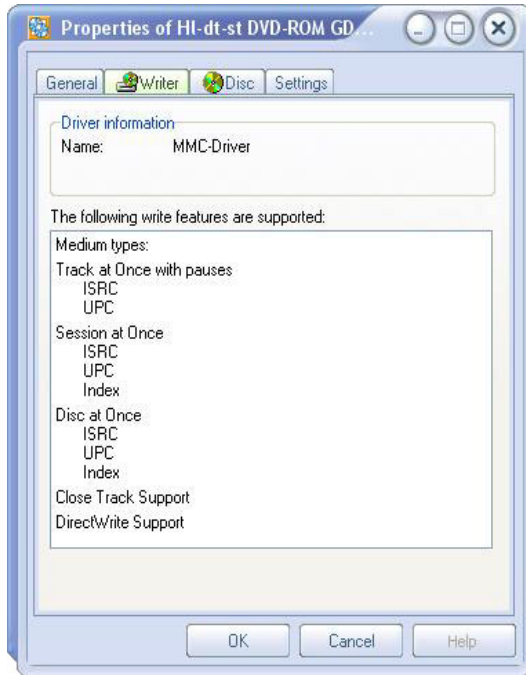 Properties of HI-dt-st DVD-ROM GD...
General Writer Disc Settings
Driver information
Name: MMC-Driver
The following write features are supported:
Medium types:
Track at Once with pauses
ISRC
UPC
Session at Once
ISRC
UPC
Index
Disc at Once
ISRC
UPC
Index
Close Track Support
DirectWrite Support
OK Cancel Help